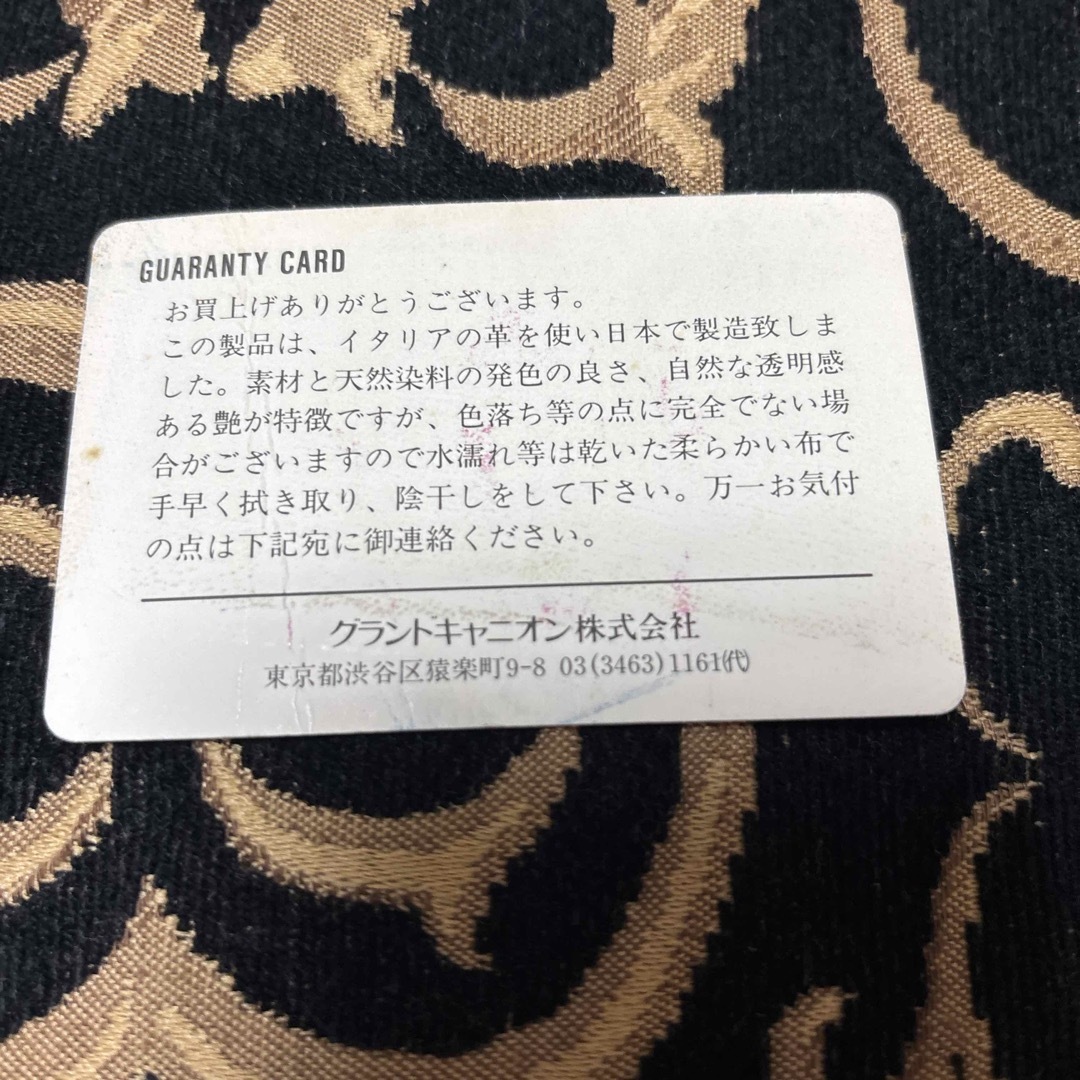 GUARANTY CARD
お買上げありがとうございます。
この製品は、イタリアの革を使い日本で製造致しま
した。素材と天然染料の発色の良さ、自然な透明感
ある艶が特徴ですが、色落ち等の点に完全でない場
合がございますので水濡れ等は乾いた柔らかい布で
手早く拭き取り、陰干しをして下さい。万一お気付
の点は下記宛に御連絡ください。
グラントキャニオン株式会社
東京都渋谷区猿楽町9-8 03(3463)1161㈹